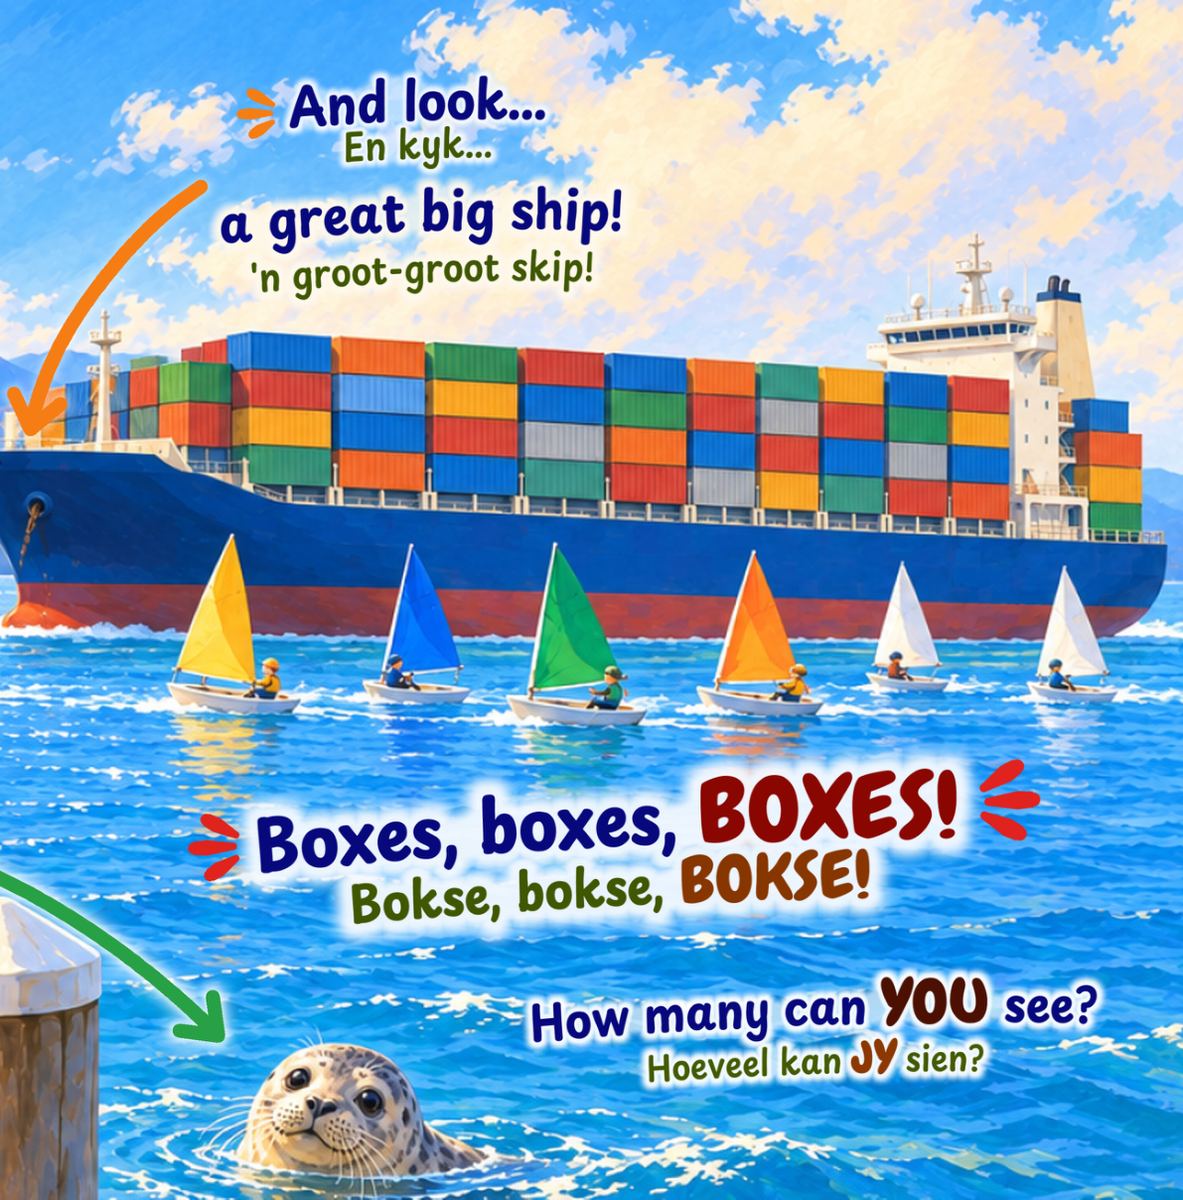 And look...
En kyk...
a great big ship!
'n groot-groot skip!
Boxes, boxes, BOXES!
Bokse, bokse, BOKSE!
How many can YOU see?
Hoeveel kan JY sien?